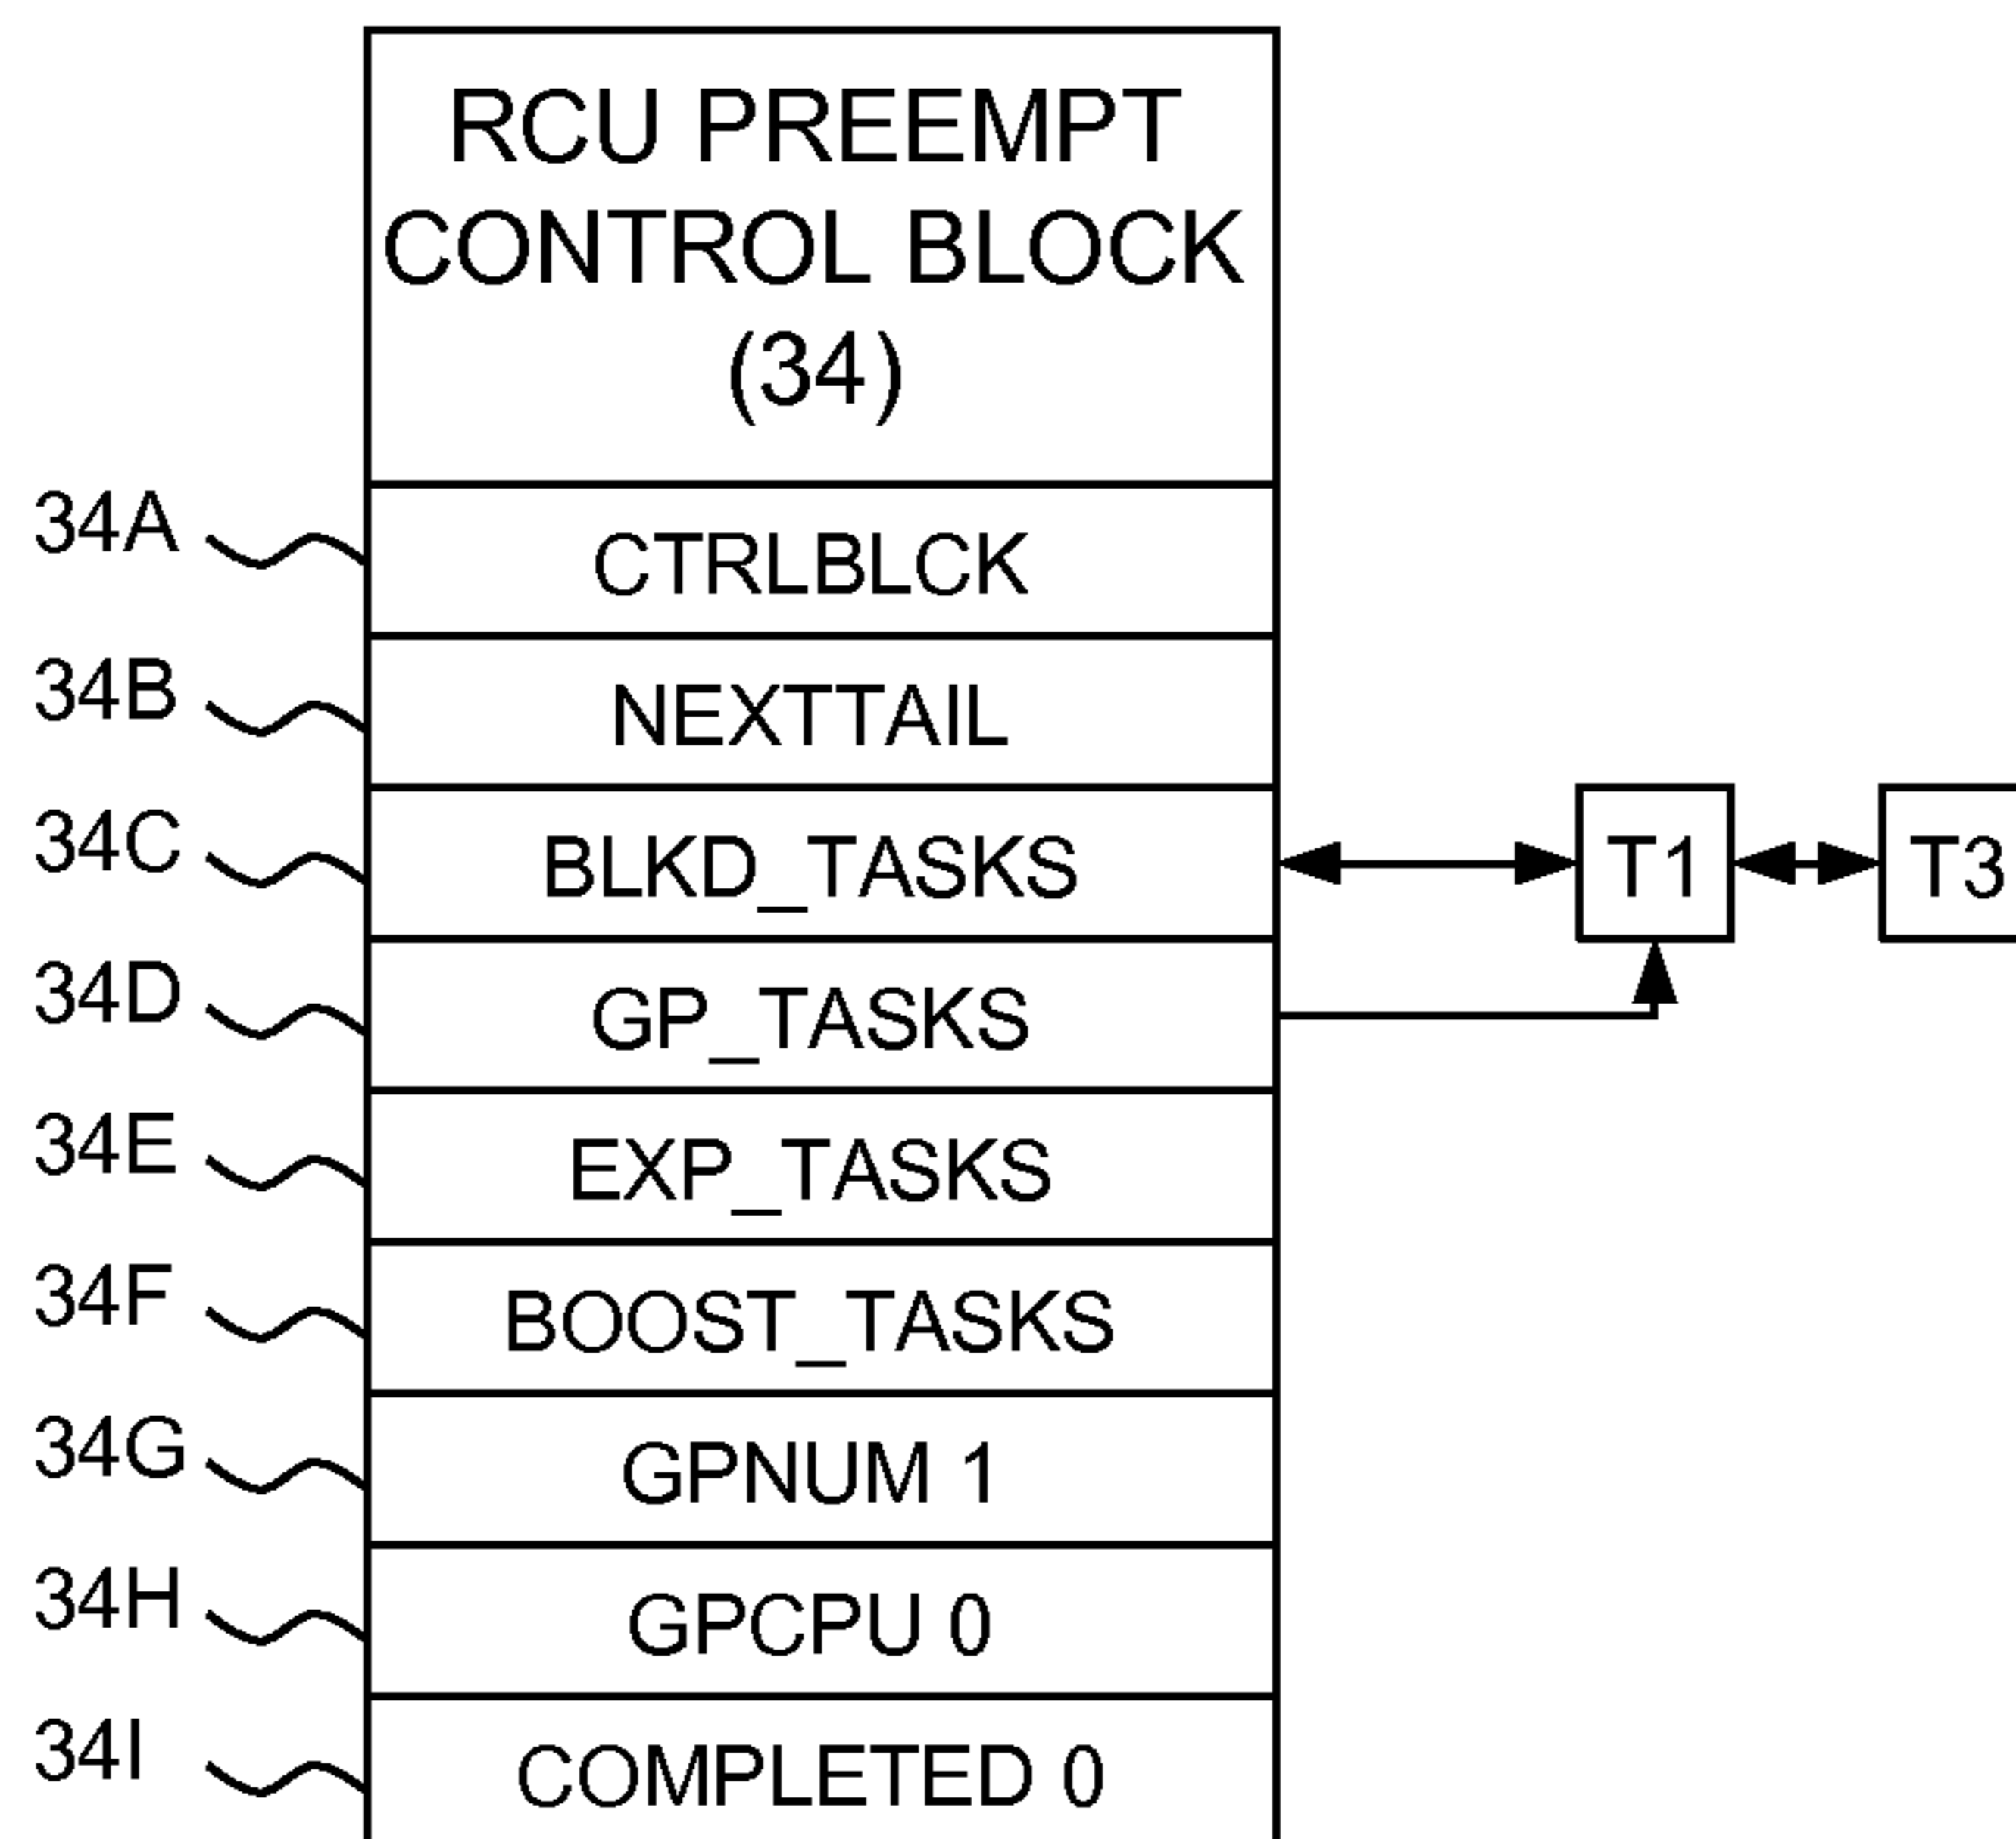 RCU PREEMPT
CONTROL BLOCK
(34)
34A CTRLBLCK
34B NEXTTAIL
34C BLKD_TASKS T1 T3
34D GP_TASKS
34E EXP_TASKS
34F BOOST_TASKS
34G GPNUM 1
34H GPCPU 0
34I COMPLETED 0